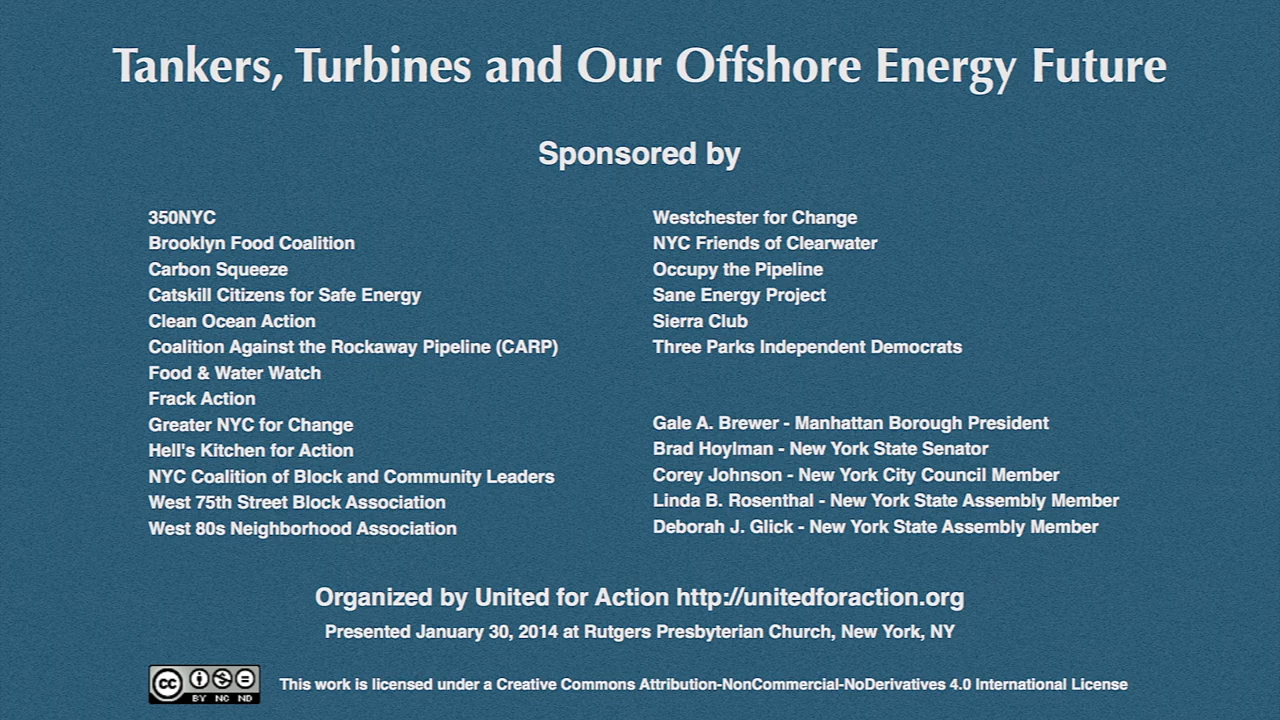 Tankers, Turbines and Our Offshore Energy Future
Sponsored by
350NYC
Brooklyn Food Coalition
Carbon Squeeze
Catskill Citizens for Safe Energy
Clean Ocean Action
Coalition Against the Rockaway Pipeline (CARP)
Food & Water Watch
Frack Action
Greater NYC for Change
Hell's Kitchen for Action
NYC Coalition of Block and Community Leaders
West 75th Street Block Association
West 80s Neighborhood Association
Westchester for Change
NYC Friends of Clearwater
Occupy the Pipeline
Sane Energy Project
Sierra Club
Three Parks Independent Democrats
Gale A. Brewer - Manhattan Borough President
Brad Hoylman - New York State Senator
Corey Johnson - New York City Council Member
Linda B. Rosenthal - New York State Assembly Member
Deborah J. Glick - New York State Assembly Member
Organized by United for Action http://unitedforaction.org
Presented January 30, 2014 at Rutgers Presbyterian Church, New York, NY
cc BY NC ND
This work is licensed under a Creative Commons Attribution-NonCommercial-NoDerivatives 4.0 International License